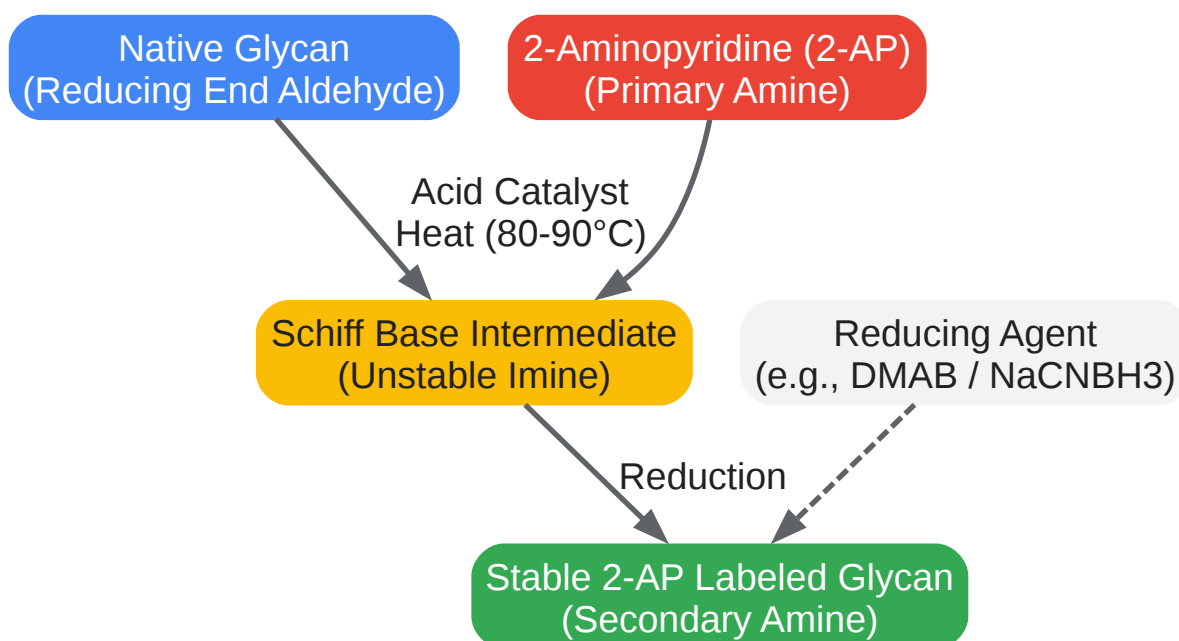 Native Glycan
(Reducing End Aldehyde)
2-Aminopyridine (2-AP)
(Primary Amine)
Acid Catalyst
Heat (80-90°C)
Schiff Base Intermediate
(Unstable Imine)
Reducing Agent
(e.g., DMAB / NaCNBH3)
Reduction
Stable 2-AP Labeled Glycan
(Secondary Amine)